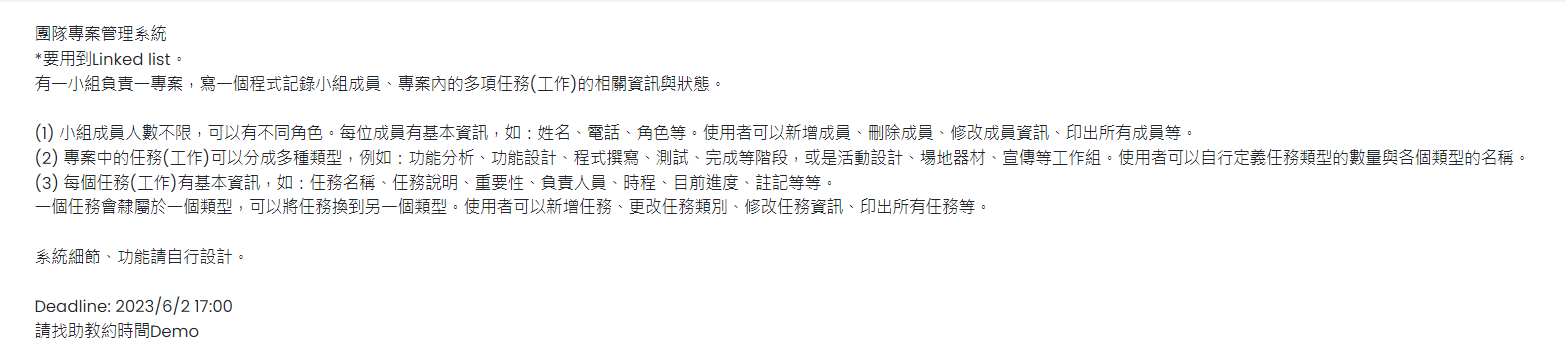 團隊專案管理系統
*要用到Linked list。
有一小組負責一專案，寫一個程式記錄小組成員、專案內的多項任務(工作)的相關資訊與狀態。
(1) 小組成員人數不限，可以有不同角色。每位成員有基本資訊，如：姓名、電話、角色等。使用者可以新增成員、刪除成員、修改成員資訊、印出所有成員等。
(2) 專案中的任務(工作)可以分成多種類型，例如：功能分析、功能設計、程式撰寫、測試、完成等階段，或是活動設計、場地器材、宣傳等工作組。使用者可以自行定義任務類型的數量與各個類型的名稱。
(3) 每個任務(工作)有基本資訊，如：任務名稱、任務說明、重要性、負責人員、時程、目前進度、註記等等。
一個任務會隸屬於一個類型，可以將任務換到另一個類型。使用者可以新增任務、更改任務類別、修改任務資訊、印出所有任務等。
系統細節、功能請自行設計。
Deadline: 2023/6/2 17:00
請找助教約時間Demo